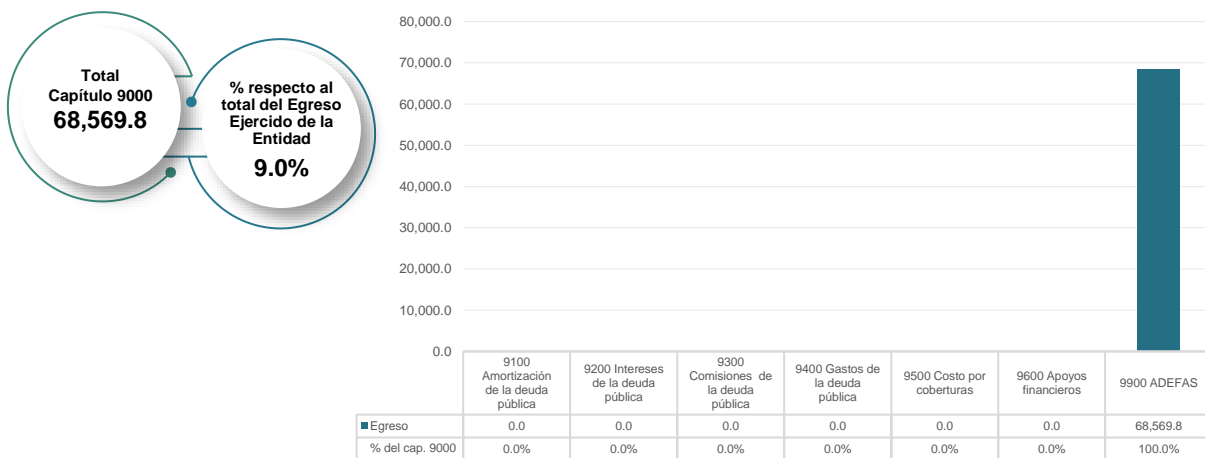 Total
Capítulo 9000
68,569.8
% respecto al
total del Egreso
Ejercido de la
Entidad
9.0%
80,000.0
70,000.0
60,000.0
50,000.0
40,000.0
30,000.0
20,000.0
10,000.0
0.0
9100
Amortización
de la deuda
pública
9200 Intereses
de la deuda
pública
9300
Comisiones de
la deuda
pública
9400 Gastos de
la deuda
pública
9500 Costo por
coberturas
9600 Apoyos
financieros
9900 ADEFAS
Egreso 0.0 0.0 0.0 0.0 0.0 0.0 68,569.8
% del cap. 9000 0.0% 0.0% 0.0% 0.0% 0.0% 0.0% 100.0%